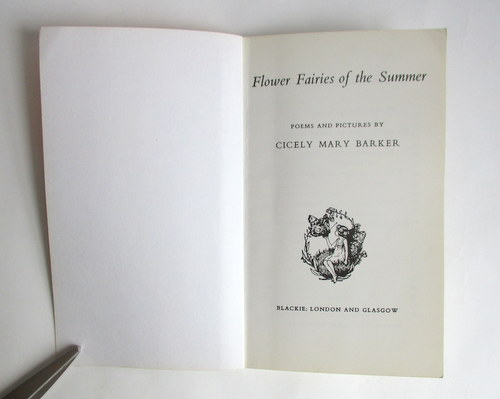 Flower Fairies of the Summer
POEMS AND PICTURES BY
CICELY MARY BARKER
BLACKIE: LONDON AND GLASGOW